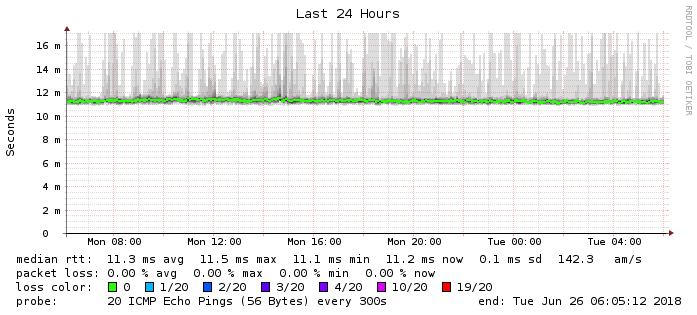 Last 24 Hours
RRDTOOL / TOBI OETIKER
Seconds
16 m
14 m
12 m
10 m
8 m
6 m
4 m
2 m
0
Mon 08:00 Mon 12:00 Mon 16:00 Mon 20:00 Tue 00:00 Tue 04:00
median rtt: 11.3 ms avg 11.5 ms max 11.1 ms min 11.2 ms now 0.1 ms sd 142.3 am/s
packet loss: 0.00 % avg 0.00 % max 0.00 % min 0.00 % now
loss color: 0 1/20 2/20 3/20 4/20 10/20 19/20
probe: 20 ICMP Echo Pings (56 Bytes) every 300s end: Tue Jun 26 06:05:12 2018